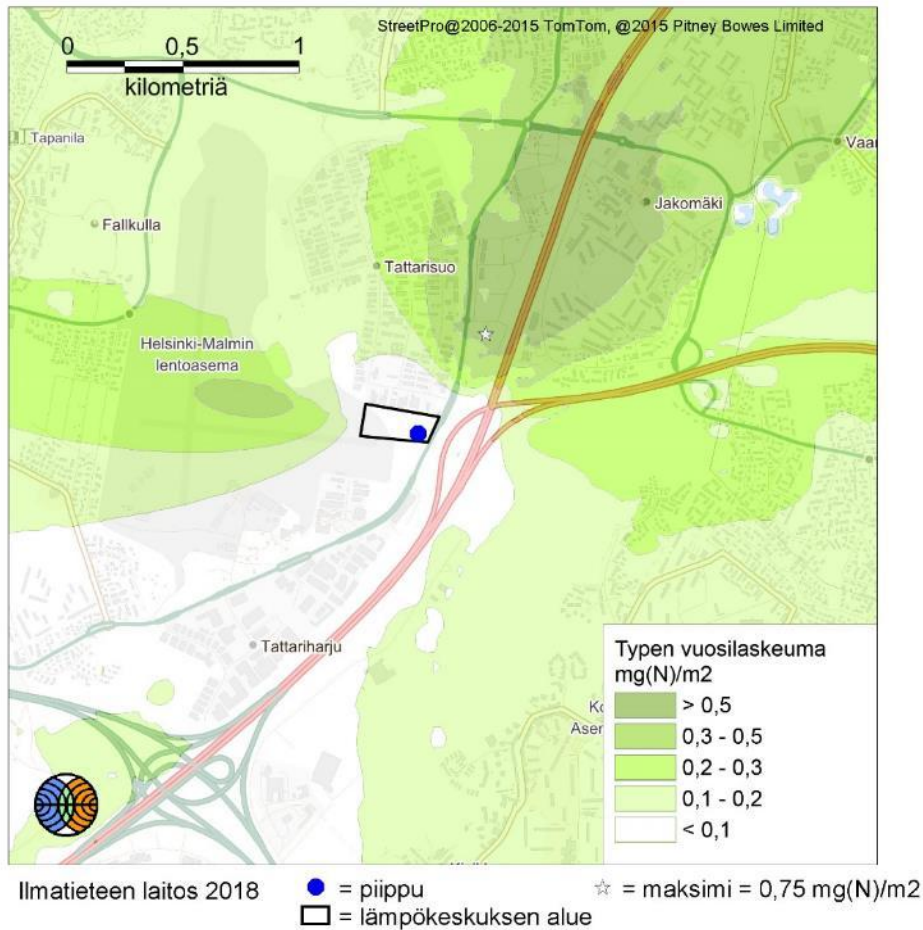 StreetPro@2006-2015 TomTom, @2015 Pitney Bowes Limited
0 0,5 1
kilometriä
Tapanila
Fallkulla
Jakomäki
Tattarisuo
Helsinki-Malmin
lentoasema
Tattariharju
Typen vuosilaskeuma
mg(N)/m2
> 0,5
0,3 - 0,5
0,2 - 0,3
0,1 - 0,2
< 0,1
Ilmatieteen laitos 2018
= piippu
= maksimi = 0,75 mg(N)/m2
= lämpökeskuksen alue